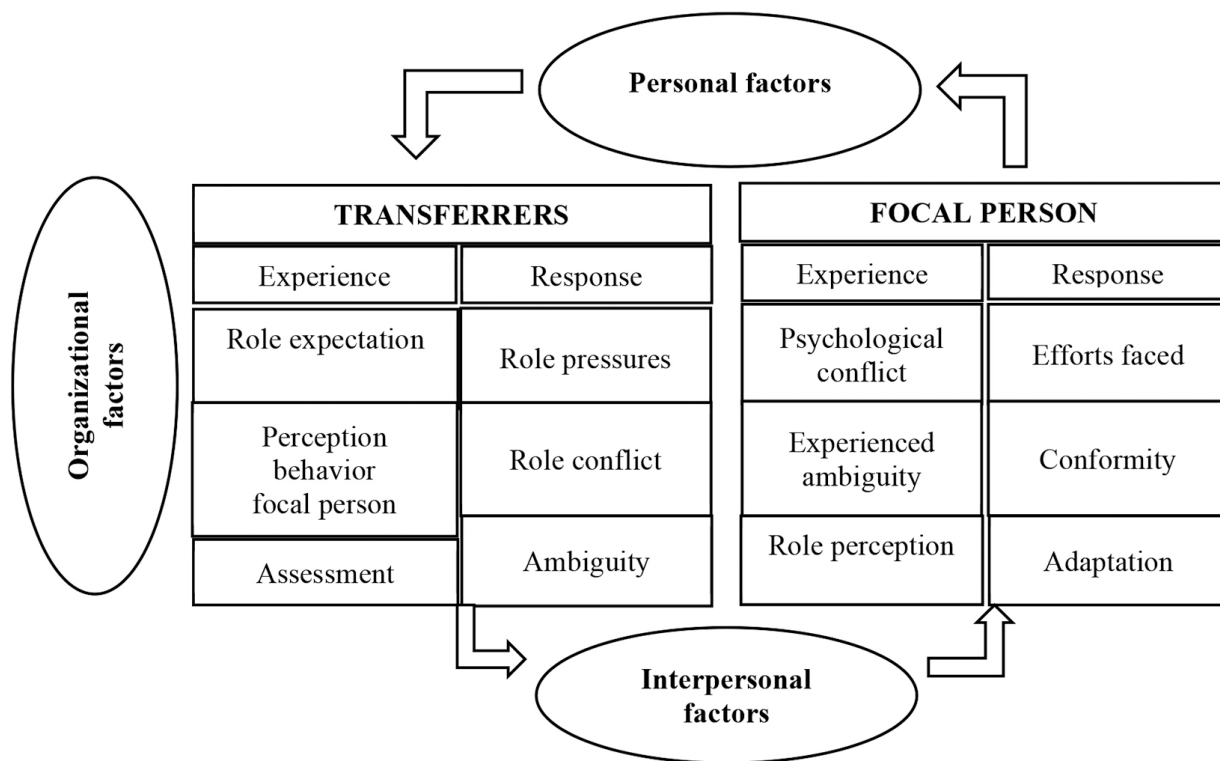 Personal factors
Organizational
factors
TRANSFERRERS
Experience
Response
Role expectation
Role pressures
Perception
behavior
focal person
Role conflict
Assessment
Ambiguity
FOCAL PERSON
Experience
Response
Psychological
conflict
Efforts faced
Experienced
ambiguity
Conformity
Role perception
Adaptation
Interpersonal
factors